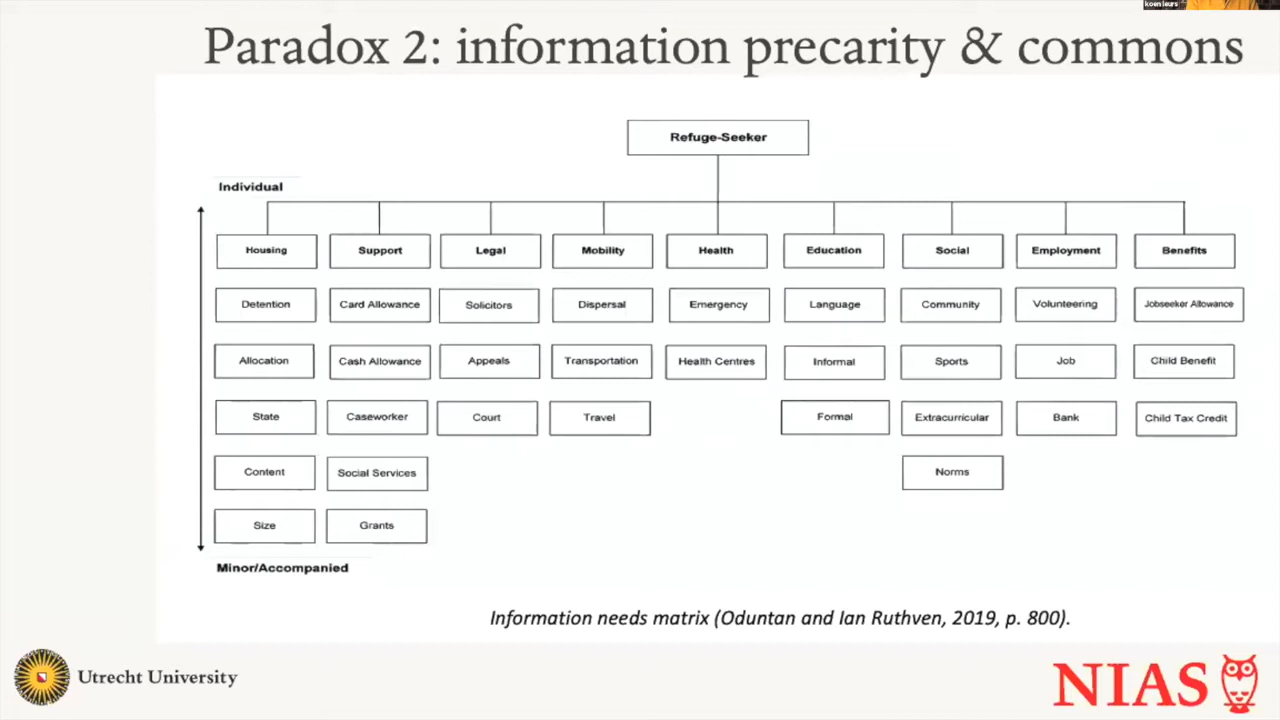 koen leurs
Paradox 2: information precarity & commons
Refuge-Seeker
Individual
Housing Support Legal Mobility Health Education Social Employment Benefits
Detention Card Allowance Solicitors Dispersal Emergency Language Community Volunteering Jobseeker Allowance
Allocation Cash Allowance Appeals Transportation Health Centres Informal Sports Job Child Benefit
State Caseworker Court Travel Formal Extracurricular Bank Child Tax Credit
Content Social Services Norms
Size Grants
Minor/Accompanied
Information needs matrix (Oduntan and Ian Ruthven, 2019, p. 800).
Utrecht University
NIAS